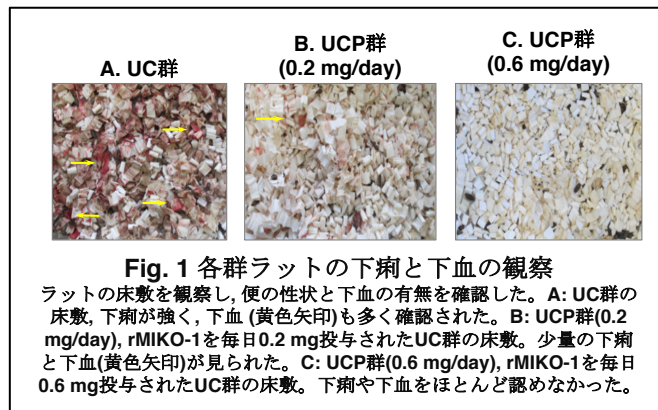 A. UC群
B. UCP群
(0.2 mg/day)
C. UCP群
(0.6 mg/day)
Fig. 1 各群ラットの下痢と下血の観察
ラットの床敷を観察し, 便の性状と下血の有無を確認した。A: UC群の
床敷, 下痢が強く, 下血 (黄色矢印)も多く確認された。B: UCP群(0.2
mg/day), rMIKO-1を毎日0.2 mg投与されたUC群の床敷。少量の下痢
と下血(黄色矢印)が見られた。C: UCP群(0.6 mg/day), rMIKO-1を毎日
0.6 mg投与されたUC群の床敷。下痢や下血をほとんど認めなかった。